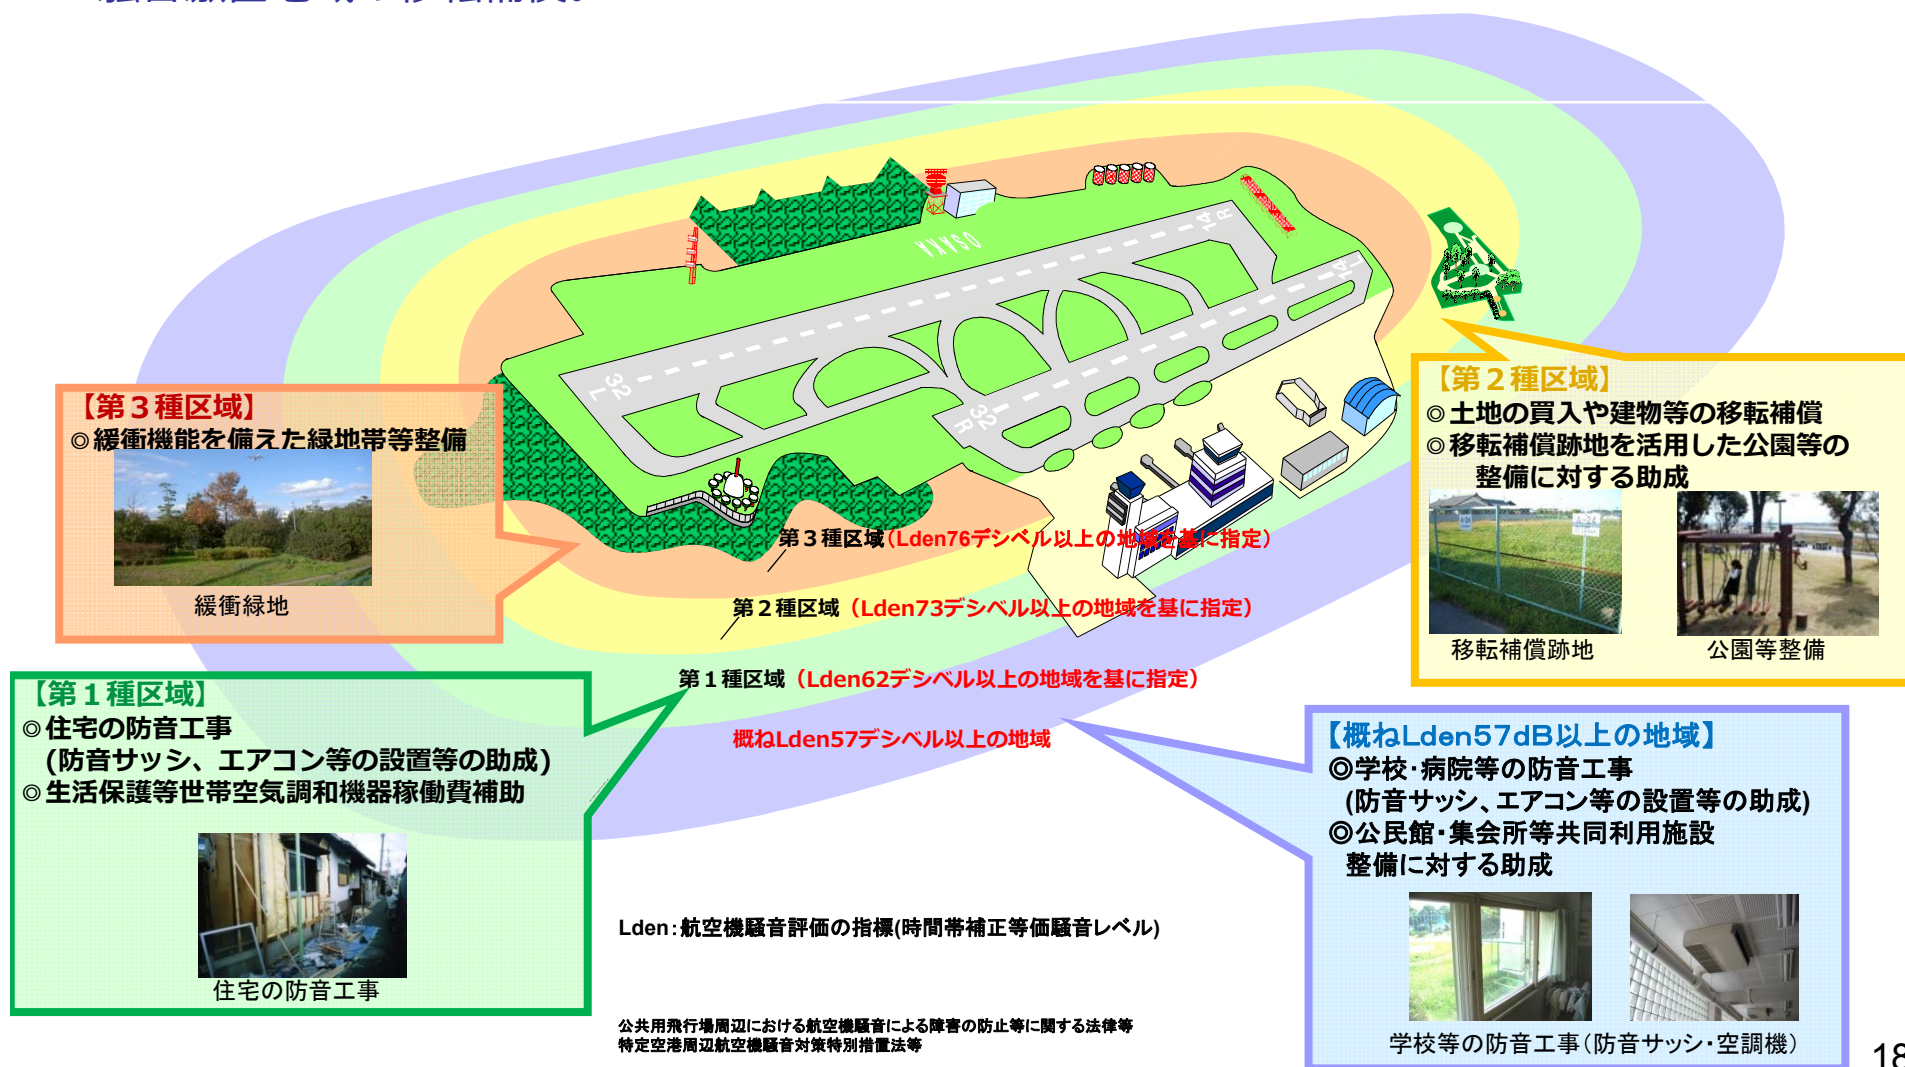 OSAKA
14R
14L
32L
32R
【第３種区域】
◎緩衝機能を備えた緑地帯等整備
緩衝緑地
【第２種区域】
◎土地の買入や建物等の移転補償
◎移転補償跡地を活用した公園等の
整備に対する助成
移転補償跡地
公園等整備
第３種区域(Lden76デシベル以上の地域を基に指定)
第２種区域（Lden73デシベル以上の地域を基に指定）
第１種区域（Lden62デシベル以上の地域を基に指定）
概ねLden57デシベル以上の地域
【第１種区域】
◎住宅の防音工事
(防音サッシ、エアコン等の設置等の助成)
◎生活保護等世帯空気調和機器稼働費補助
住宅の防音工事
【概ねLden57dB以上の地域】
◎学校・病院等の防音工事
(防音サッシ、エアコン等の設置等の助成)
◎公民館・集会所等共同利用施設
整備に対する助成
学校等の防音工事（防音サッシ・空調機）
Lden：航空機騒音評価の指標(時間帯補正等価騒音レベル)
公共用飛行場周辺における航空機騒音による障害の防止等に関する法律等
特定空港周辺航空機騒音対策特別措置法等
18